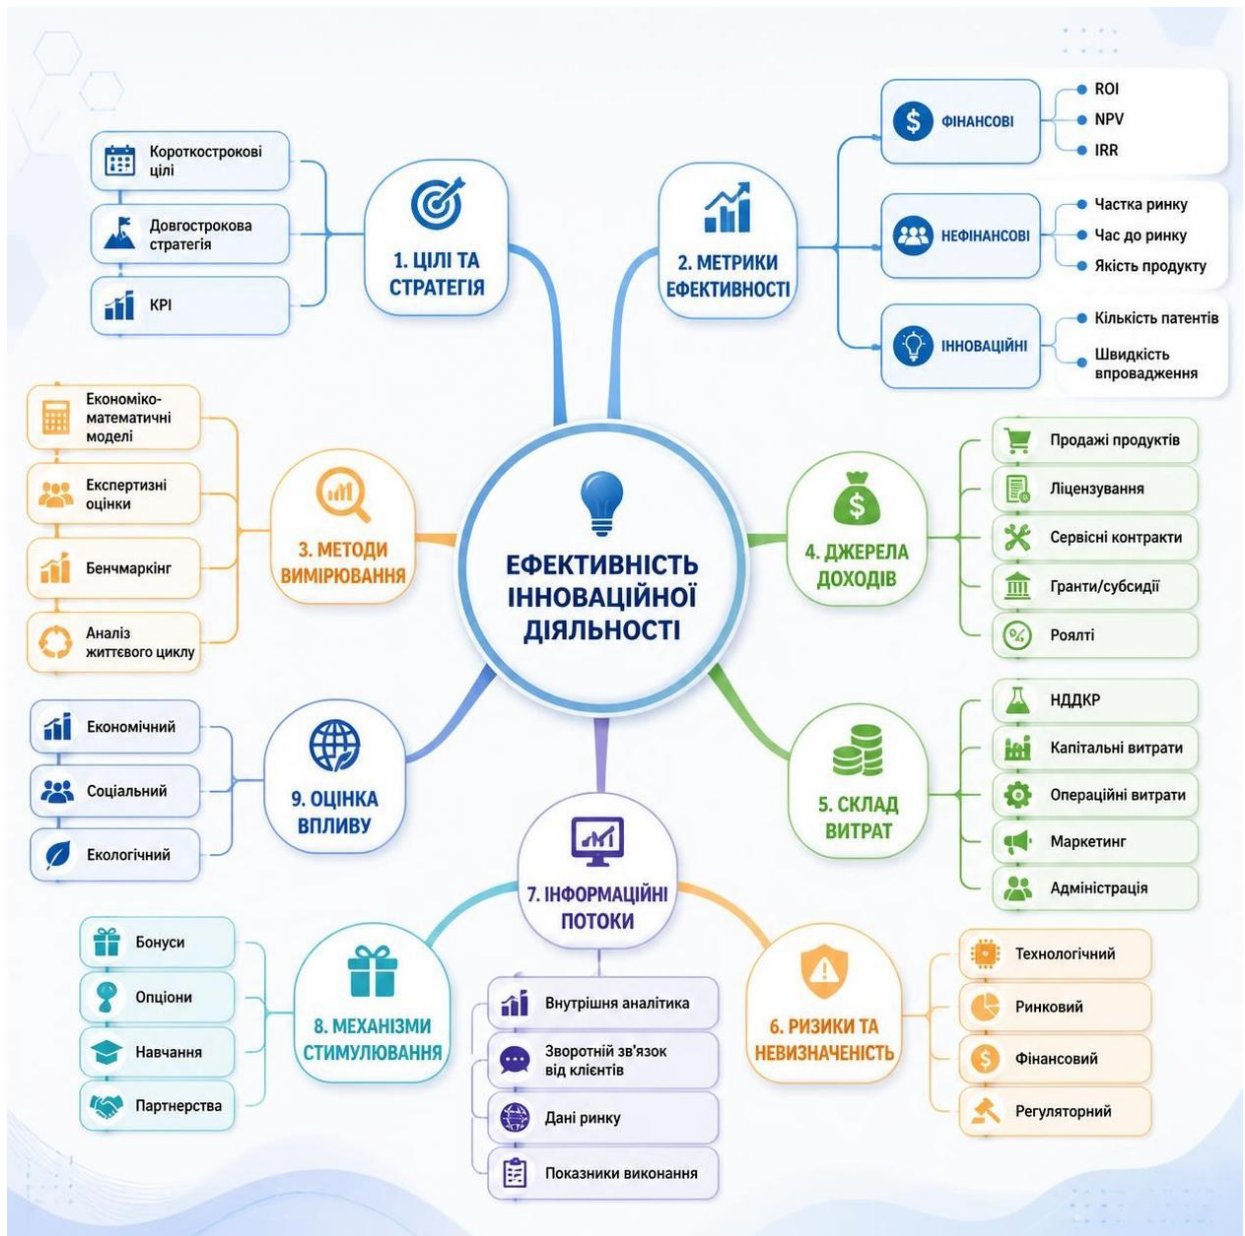 ЕФЕКТИВНІСТЬ
ІННОВАЦІЙНОЇ
ДІЯЛЬНОСТІ
1. ЦІЛІ ТА
СТРАТЕГІЯ
Короткострокові
цілі
Довгострокова
стратегія
KPI
2. МЕТРИКИ
ЕФЕКТИВНОСТІ
ФІНАНСОВІ
ROI
NPV
IRR
НЕФІНАНСОВІ
Частка ринку
Час до ринку
Якість продукту
ІННОВАЦІЙНІ
Кількість патентів
Швидкість
впровадження
3. МЕТОДИ
ВИМІРЮВАННЯ
Економіко-
математичні
моделі
Експертизні
оцінки
Бенчмаркінг
Аналіз
життєвого циклу
4. ДЖЕРЕЛА
ДОХОДІВ
Продажі продуктів
Ліцензування
Сервісні контракти
Гранти/субсидії
Роялті
5. СКЛАД
ВИТРАТ
НДДКР
Капітальні витрати
Операційні витрати
Маркетинг
Адміністрація
6. РИЗИКИ ТА
НЕВИЗНАЧЕНІСТЬ
Технологічний
Ринковий
Фінансовий
Регуляторний
7. ІНФОРМАЦІЙНІ
ПОТОКИ
Внутрішня аналітика
Зворотній зв'язок
від клієнтів
Дані ринку
Показники виконання
8. МЕХАНІЗМИ
СТИМУЛЮВАННЯ
Бонуси
Опціони
Навчання
Партнерства
9. ОЦІНКА
ВПЛИВУ
Економічний
Соціальний
Екологічний